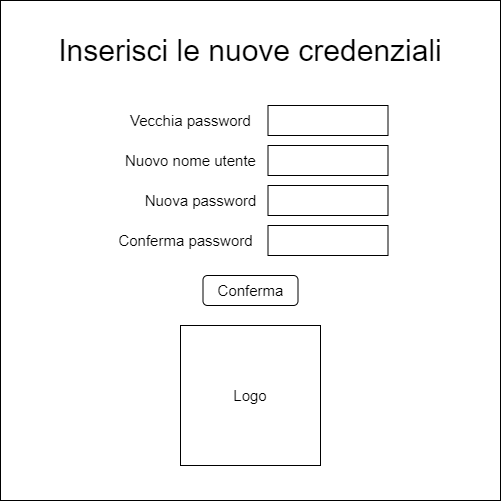 Inserisci le nuove credenziali
Vecchia password
Nuovo nome utente
Nuova password
Conferma password
Conferma
Logo